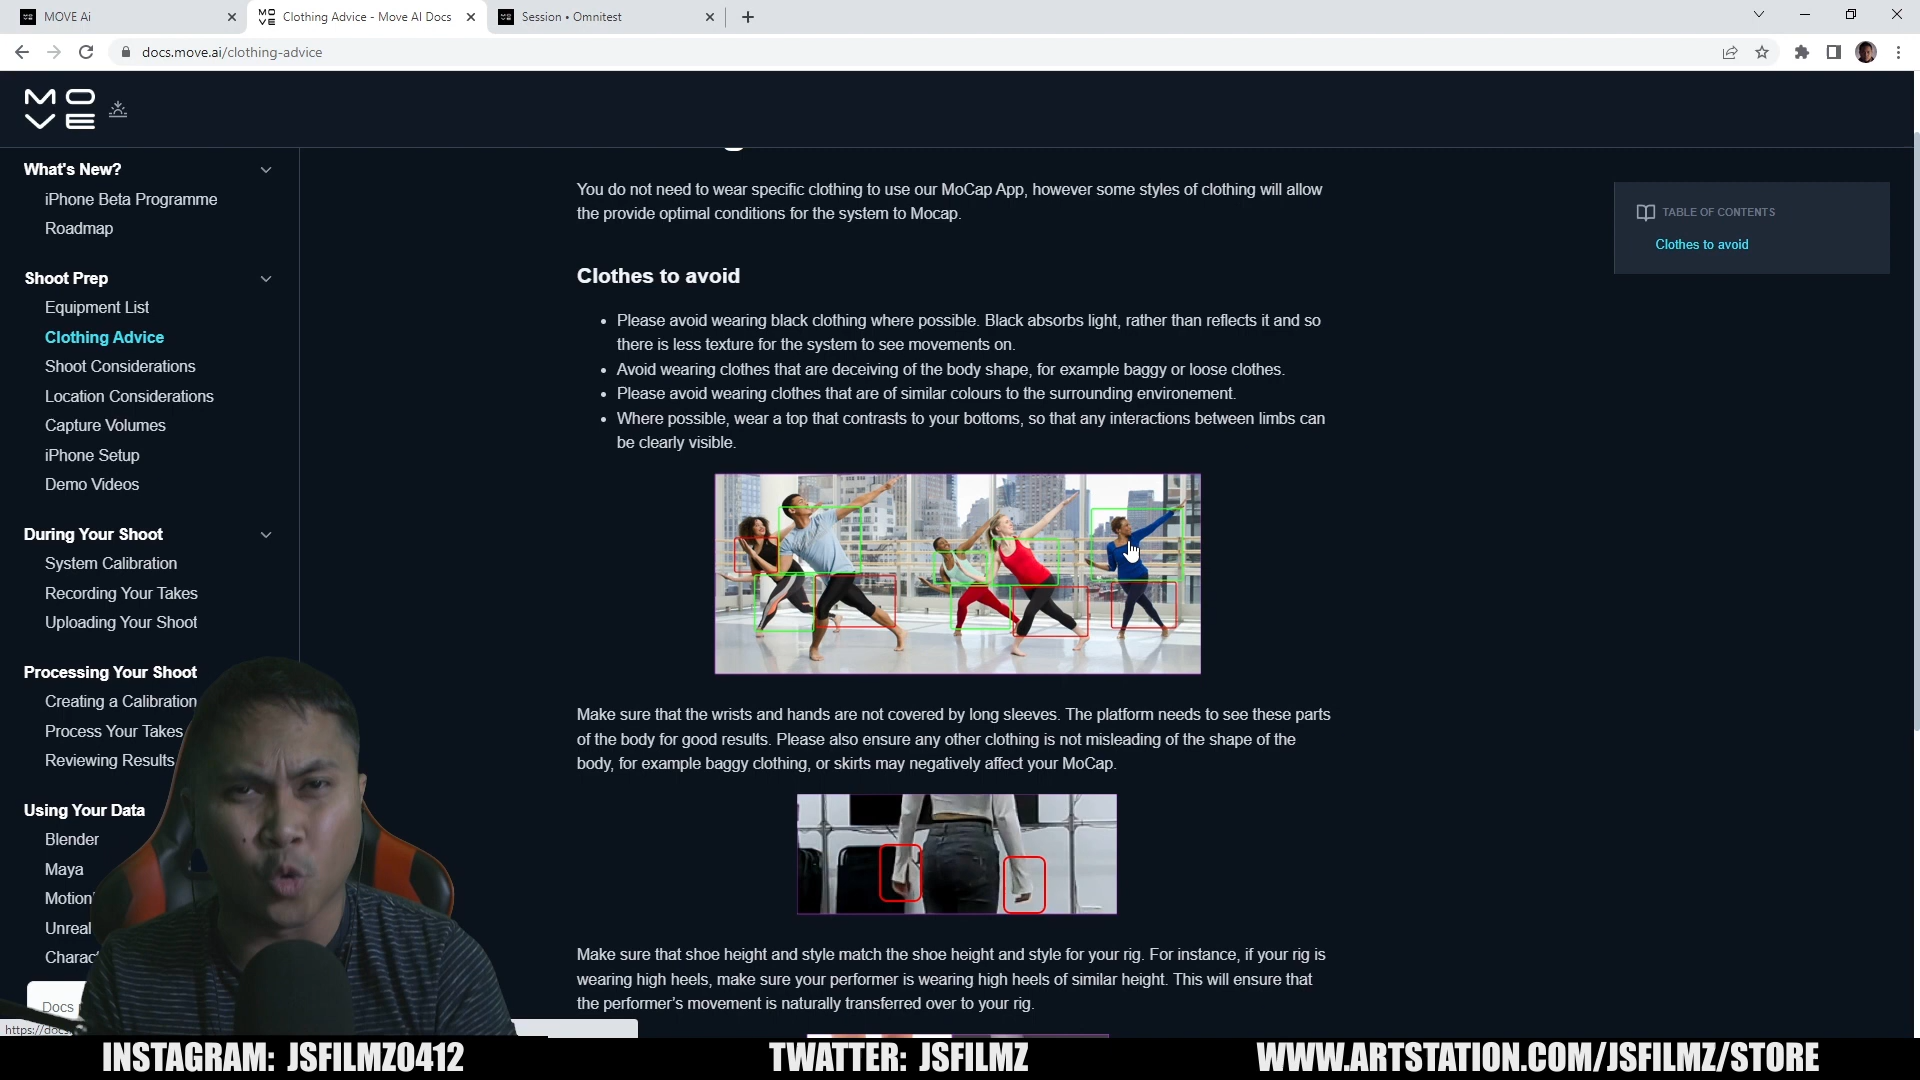 MOVE Ai
Clothing Advice - Move AI Docs
Session • Omnitest
docs.move.ai/clothing-advice
MOVE
What's New?
iPhone Beta Programme
Roadmap
Shoot Prep
Equipment List
Clothing Advice
Shoot Considerations
Location Considerations
Capture Volumes
iPhone Setup
Demo Videos
During Your Shoot
System Calibration
Recording Your Takes
Uploading Your Shoot
Processing Your Shoot
Creating a Calibration
Process Your Takes
Reviewing Results
Using Your Data
Blender
Maya
Motion
Unreal
Charac
Docs
https://docs
You do not need to wear specific clothing to use our MoCap App, however some styles of clothing will allow
the provide optimal conditions for the system to Mocap.
Clothes to avoid
• Please avoid wearing black clothing where possible. Black absorbs light, rather than reflects it and so
there is less texture for the system to see movements on.
• Avoid wearing clothes that are deceiving of the body shape, for example baggy or loose clothes.
• Please avoid wearing clothes that are of similar colours to the surrounding environement.
• Where possible, wear a top that contrasts to your bottoms, so that any interactions between limbs can
be clearly visible.
Make sure that the wrists and hands are not covered by long sleeves. The platform needs to see these parts
of the body for good results. Please also ensure any other clothing is not misleading of the shape of the
body, for example baggy clothing, or skirts may negatively affect your MoCap.
Make sure that shoe height and style match the shoe height and style for your rig. For instance, if your rig is
wearing high heels, make sure your performer is wearing high heels of similar height. This will ensure that
the performer's movement is naturally transferred over to your rig.
TABLE OF CONTENTS
Clothes to avoid
INSTAGRAM: JSFILMZ0412
TWATTER: JSFILMZ
WWW.ARTSTATION.COM/JSFILMZ/STORE